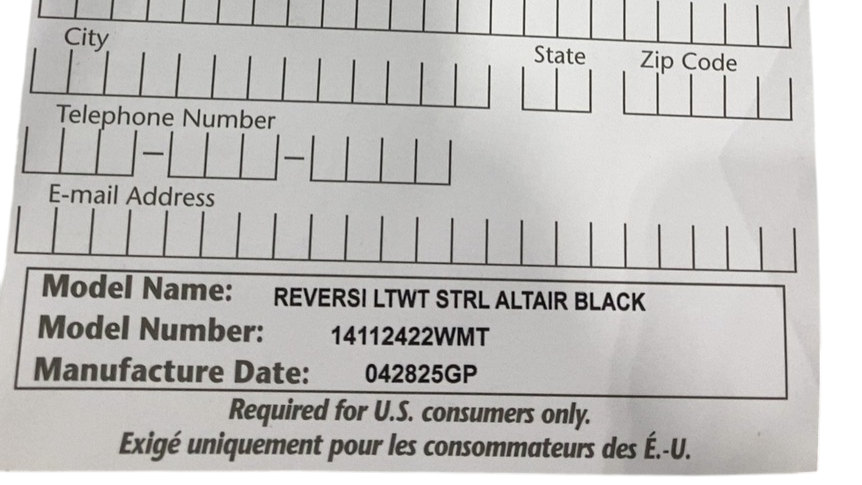 City
State Zip Code
Telephone Number
E-mail Address
Model Name: REVERSI LTWT STRL ALTAIR BLACK
Model Number: 14112422WMT
Manufacture Date: 042825GP
Required for U.S. consumers only.
Exigé uniquement pour les consommateurs des É.-U.